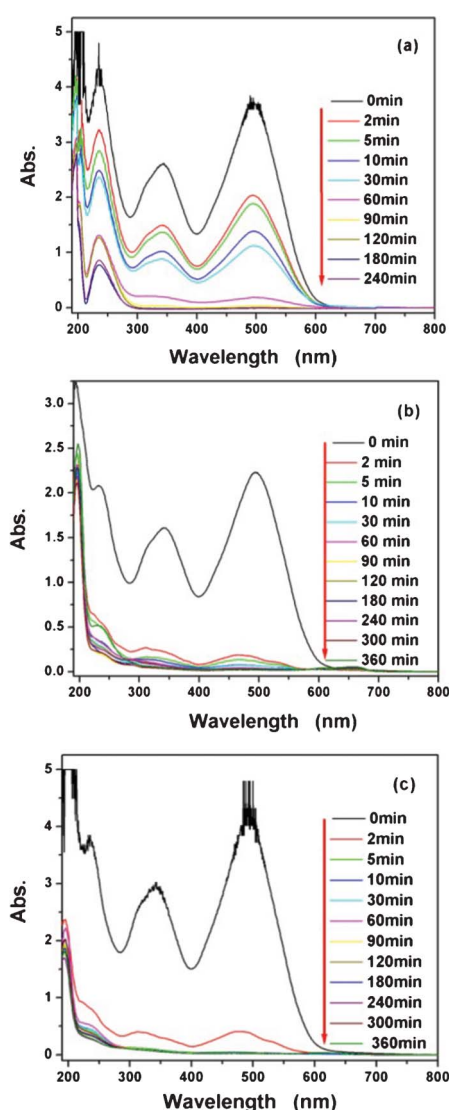 (a)
5
4
3
2
1
0
Abs.
0min
2min
5min
10min
30min
60min
90min
120min
180min
240min
200 300 400 500 600 700 800
Wavelength (nm)
(b)
3.0
2.5
2.0
1.5
1.0
0.5
0.0
Abs.
0 min
2 min
5 min
10 min
30 min
60 min
90 min
120 min
180 min
240 min
300 min
360 min
200 300 400 500 600 700 800
Wavelength (nm)
(c)
5
4
3
2
1
0
Abs.
0min
2min
5min
10min
30min
60min
90min
120min
180min
240min
300min
360min
200 300 400 500 600 700 800
Wavelength (nm)